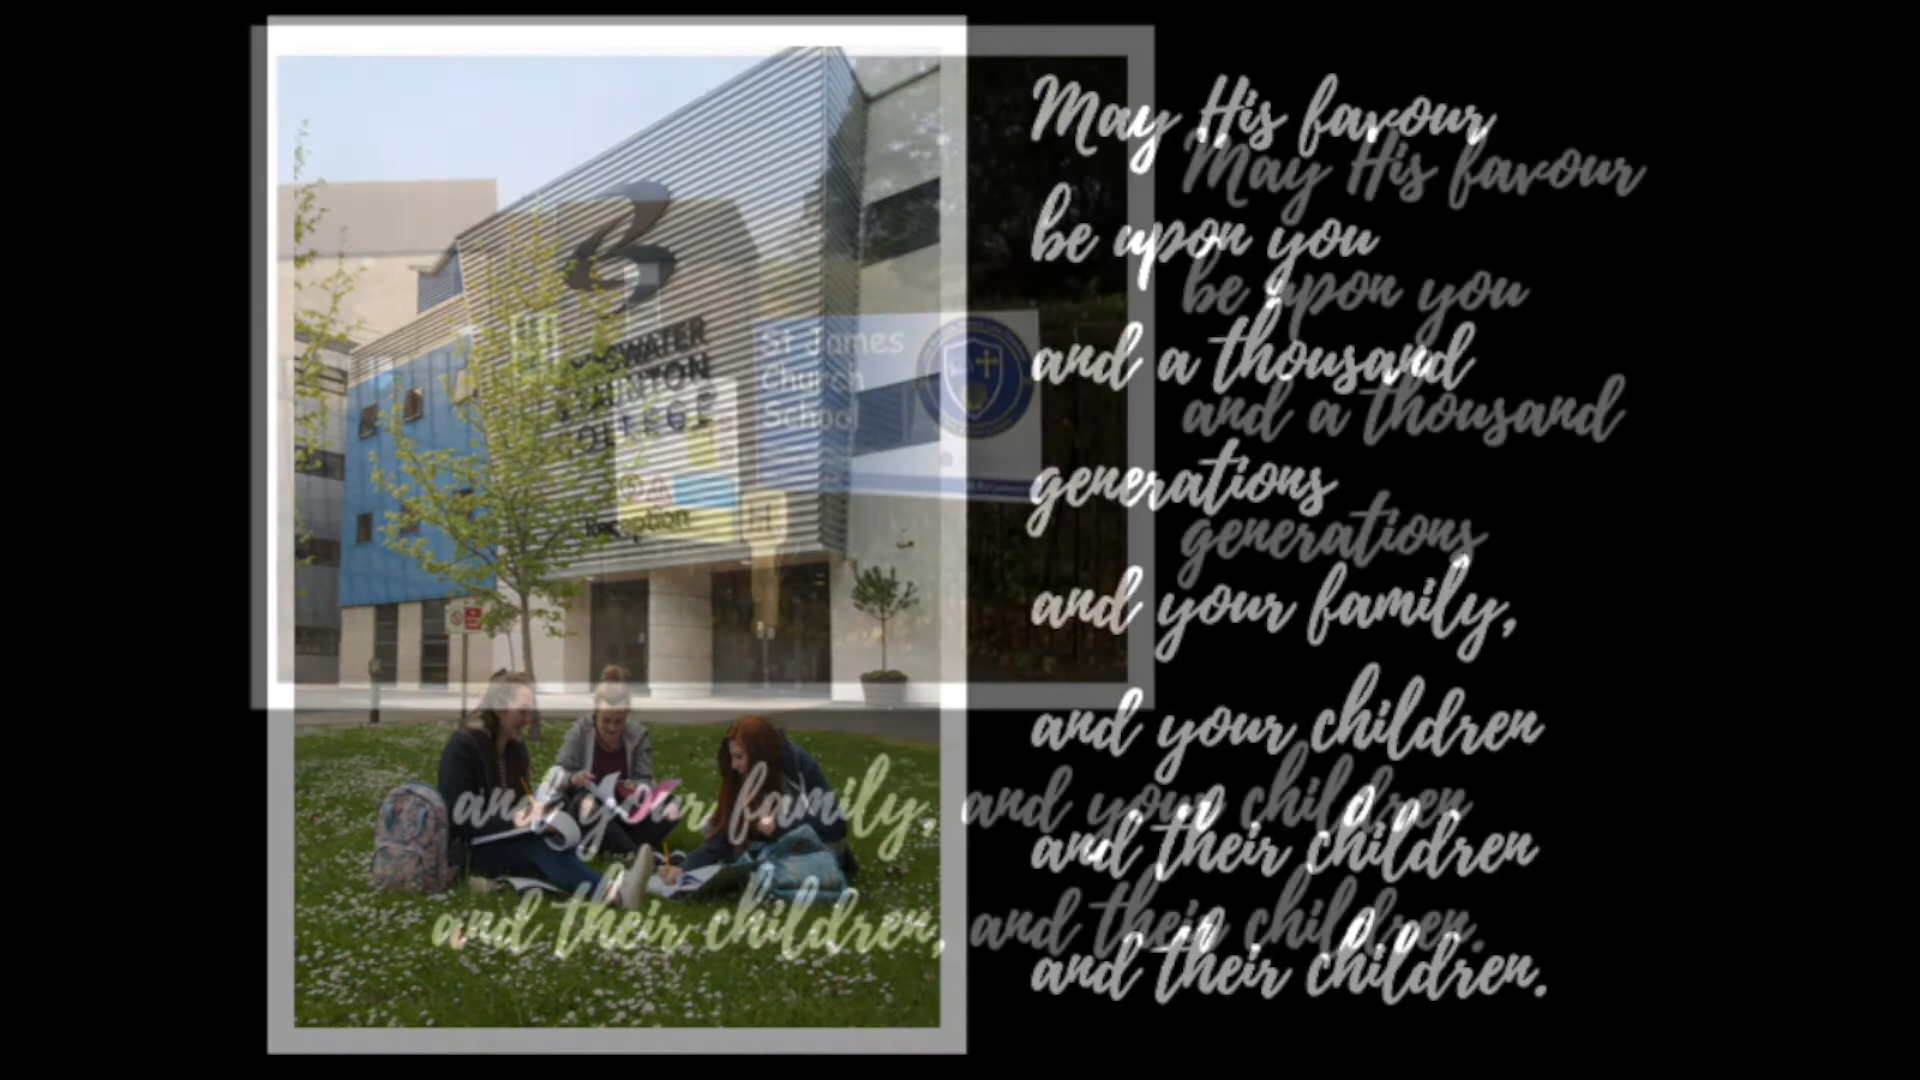 May His favour
be upon you
and a thousand
generations
and your family,
and your children
and their children
and their children.
May His favour
be upon you
and a thousand
generations
and your family, and your children
and their children, and their children.
TAUNTON
COLLEGE
Reception
St James
Church
School